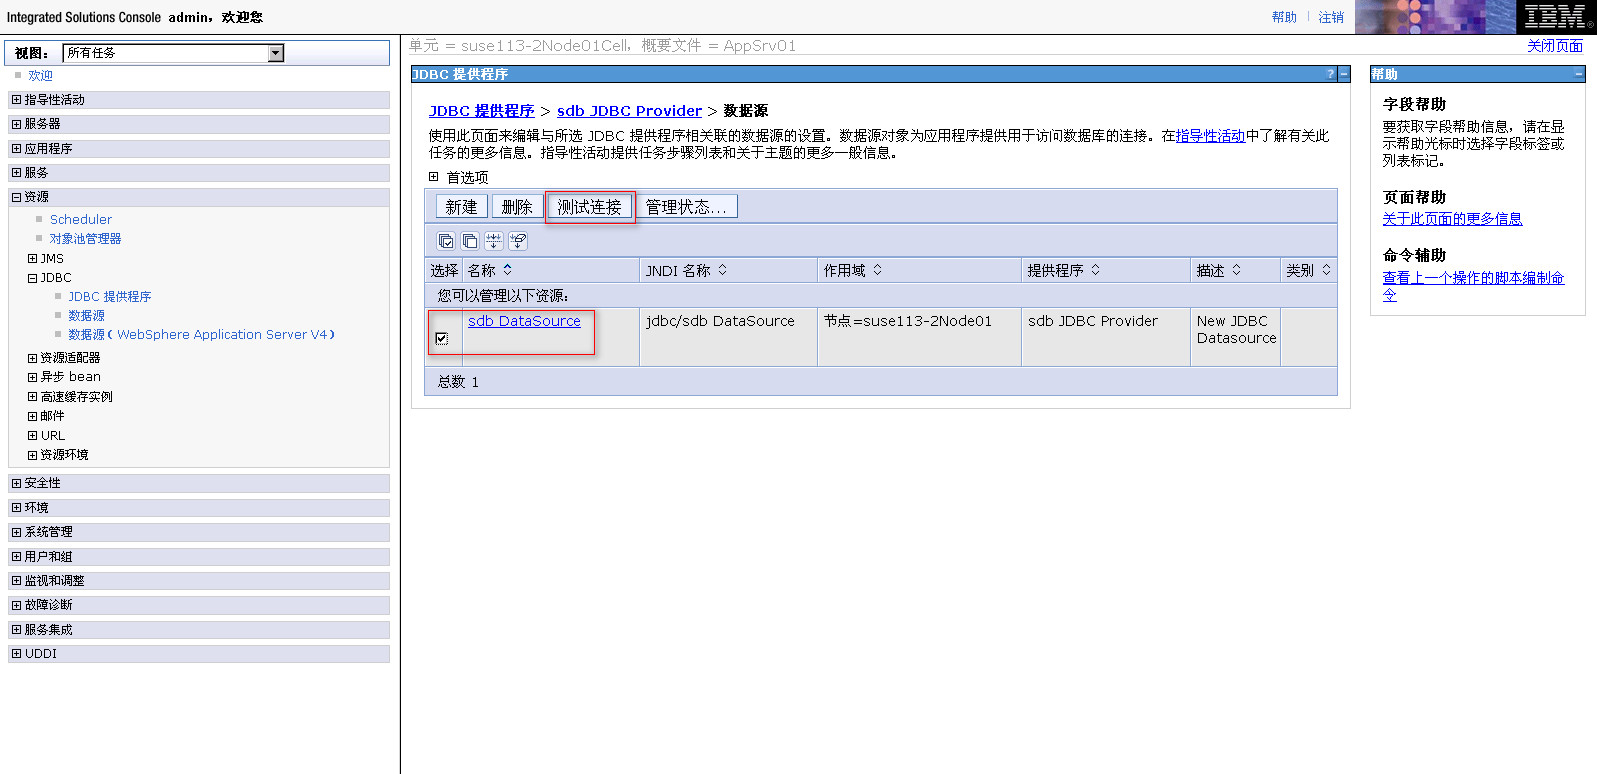 Integrated Solutions Console admin，欢迎您
帮助
注销
IBM.
视图：
所有任务
欢迎
指导性活动
服务器
应用程序
服务
资源
Scheduler
对象池管理器
JMS
JDBC
JDBC 提供程序
数据源
数据源（WebSphere Application Server V4）
资源适配器
异步 bean
高速缓存实例
邮件
URL
资源环境
安全性
环境
系统管理
用户和组
监视和调整
故障诊断
服务集成
UDDI
单元 = suse113-2Node01Cell，概要文件 = AppSrv01
关闭页面
JDBC 提供程序
? –
JDBC 提供程序 > sdb JDBC Provider > 数据源
使用此页面来编辑与所选 JDBC 提供程序相关联的数据源的设置。数据源对象为应用程序提供用于访问数据库的连接。在指导性活动中了解有关此
任务的更多信息。指导性活动提供任务步骤列表和关于主题的更多一般信息。
首选项
新建 删除 测试连接 管理状态...
选择 名称 JNDI 名称 作用域 提供程序 描述 类别
您可以管理以下资源：
sdb DataSource jdbc/sdb DataSource 节点=suse113-2Node01 sdb JDBC Provider New JDBC
Datasource
总数 1
帮助
字段帮助
要获取字段帮助信息，请在显
示帮助光标时选择字段标签或
列表标记。
页面帮助
关于此页面的更多信息
命令辅助
查看上一个操作的脚本编制命
令